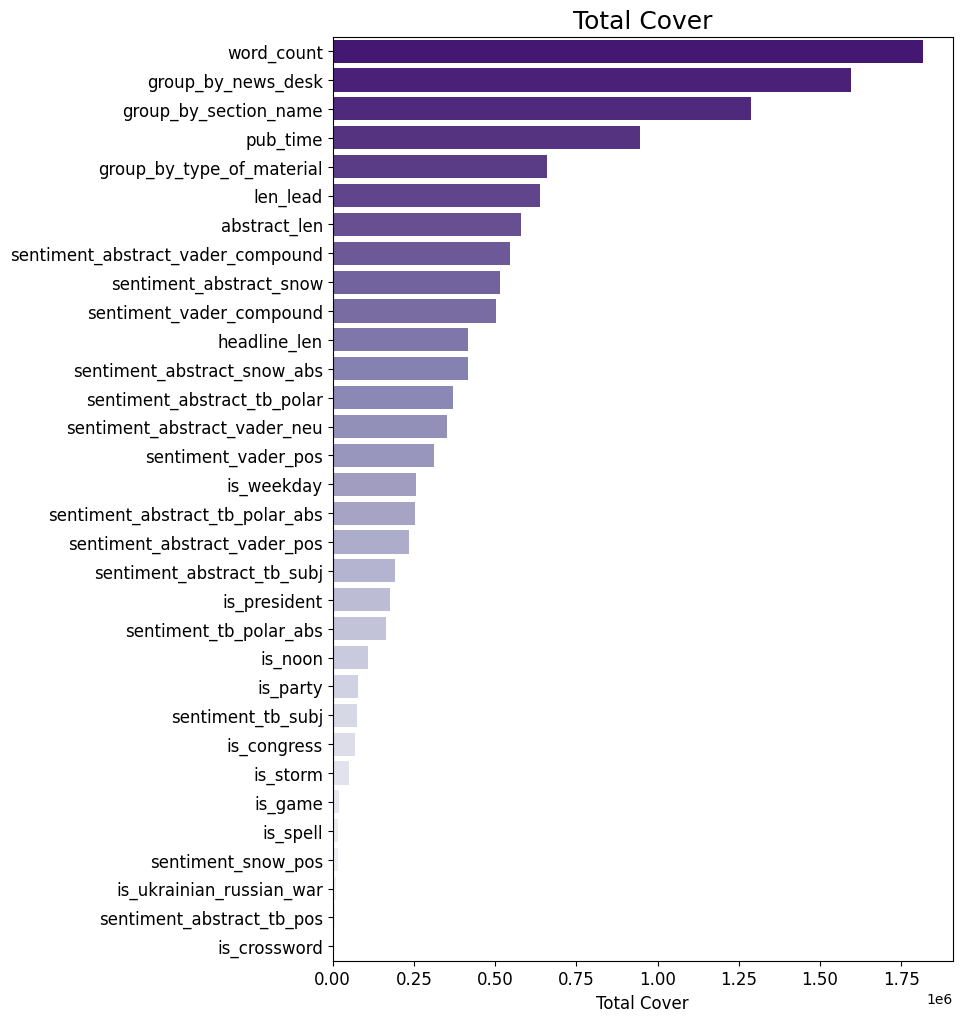 Total Cover
word_count
group_by_news_desk
group_by_section_name
pub_time
group_by_type_of_material
len_lead
abstract_len
sentiment_abstract_vader_compound
sentiment_abstract_snow
sentiment_vader_compound
headline_len
sentiment_abstract_snow_abs
sentiment_abstract_tb_polar
sentiment_abstract_vader_neu
sentiment_vader_pos
is_weekday
sentiment_abstract_tb_polar_abs
sentiment_abstract_vader_pos
sentiment_abstract_tb_subj
is_president
sentiment_tb_polar_abs
is_noon
is_party
sentiment_tb_subj
is_congress
is_storm
is_game
is_spell
sentiment_snow_pos
is_ukrainian_russian_war
sentiment_abstract_tb_pos
is_crossword
0.00 0.25 0.50 0.75 1.00 1.25 1.50 1.75
Total Cover
1e6